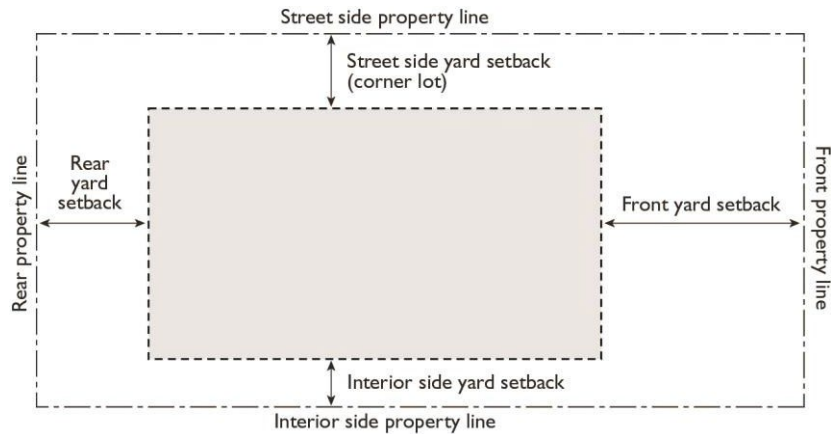 Street side property line
Street side yard setback
(corner lot)
Rear
yard
setback
Rear property line
Front yard setback
Front property line
Interior side yard setback
Interior side property line